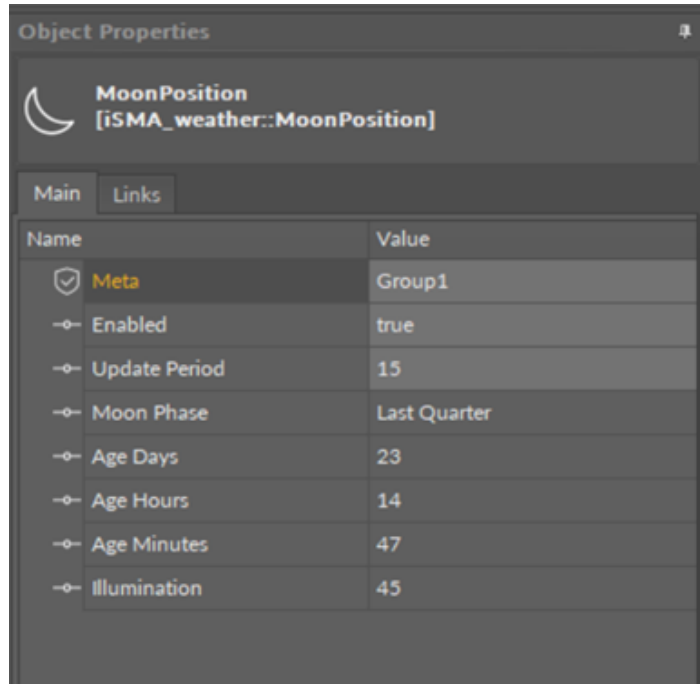 Object Properties
MoonPosition
[iSMA_weather::MoonPosition]
Main Links
Name Value
Meta Group1
Enabled true
Update Period 15
Moon Phase Last Quarter
Age Days 23
Age Hours 14
Age Minutes 47
Illumination 45